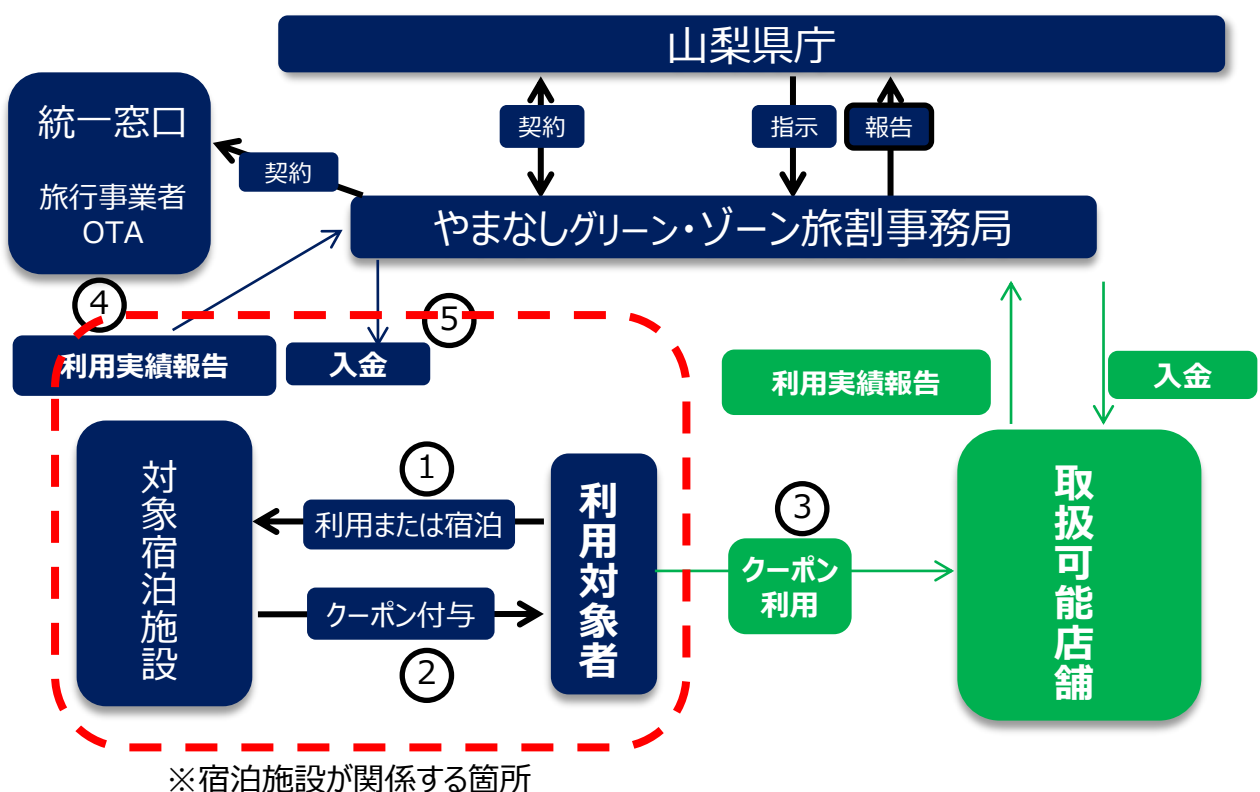 山梨県庁
統一窓口
旅行事業者
OTA
契約
契約
指示
報告
やまなしグリーン・ゾーン旅割事務局
④
⑤
利用実績報告
入金
利用実績報告
入金
対象宿泊施設
①
利用または宿泊
クーポン付与
②
利用対象者
③
クーポン
利用
取扱可能店舗
※宿泊施設が関係する箇所